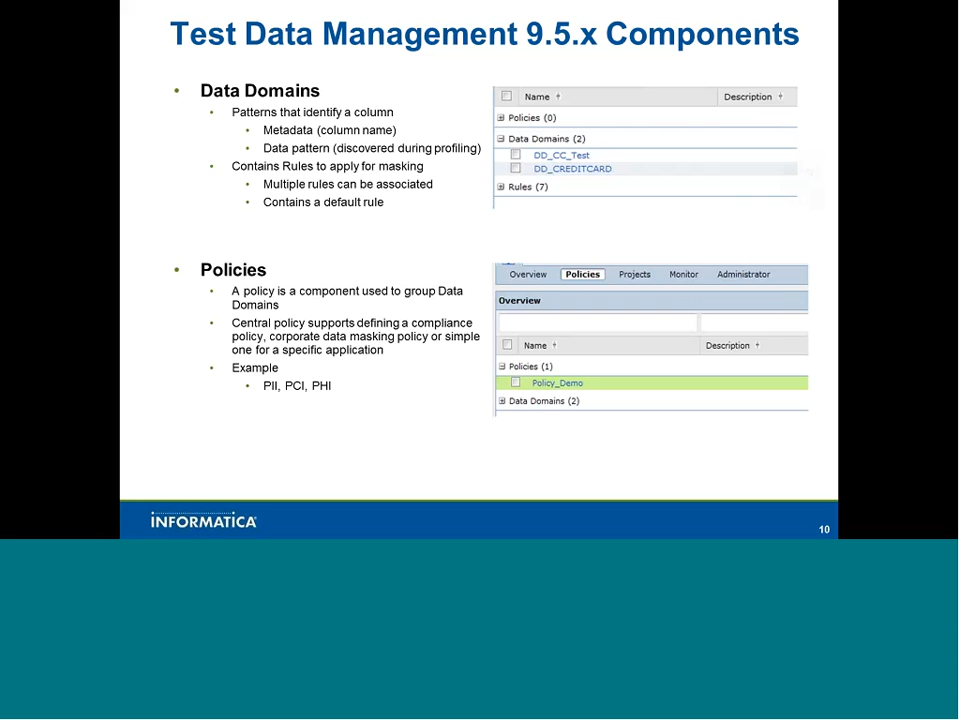 Test Data Management 9.5.x Components
• Data Domains
• Patterns that identify a column
• Metadata (column name)
• Data pattern (discovered during profiling)
• Contains Rules to apply for masking
• Multiple rules can be associated
• Contains a default rule
Name Description
Policies (0)
Data Domains (2)
DD_CC_Test
DD_CREDITCARD
Rules (7)
• Policies
• A policy is a component used to group Data
Domains
• Central policy supports defining a compliance
policy, corporate data masking policy or simple
one for a specific application
• Example
• PII, PCI, PHI
Overview Policies Projects Monitor Administrator
Overview
Name Description
Policies (1)
Policy_Demo
Data Domains (2)
INFORMATICA
10